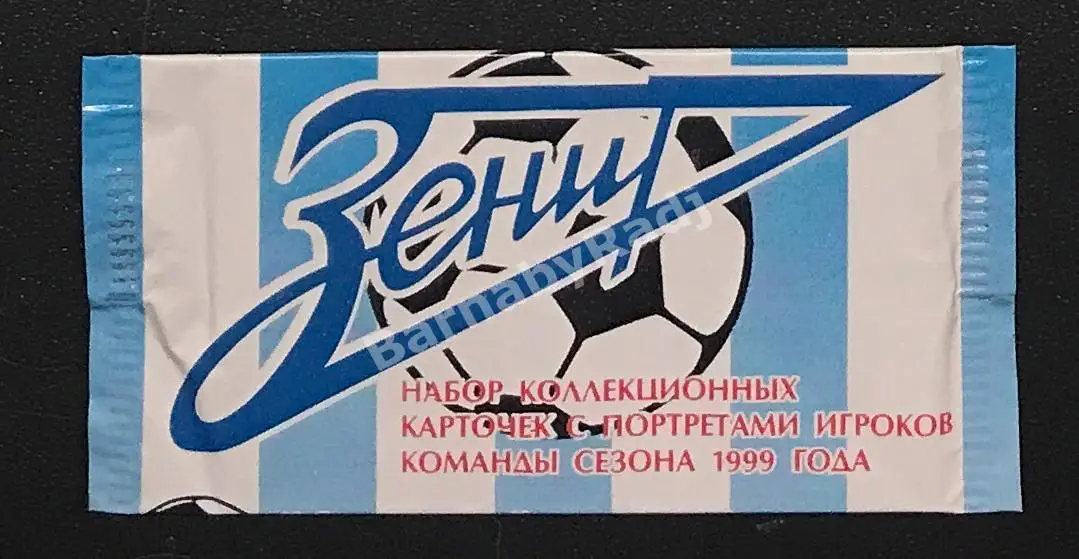 Зенит
BarnabyRadj
НАБОР КОЛЛЕКЦИОННЫХ
КАРТОЧЕК С ПОРТРЕТАМИ ИГРОКОВ
КОМАНДЫ СЕЗОНА 1999 ГОДА